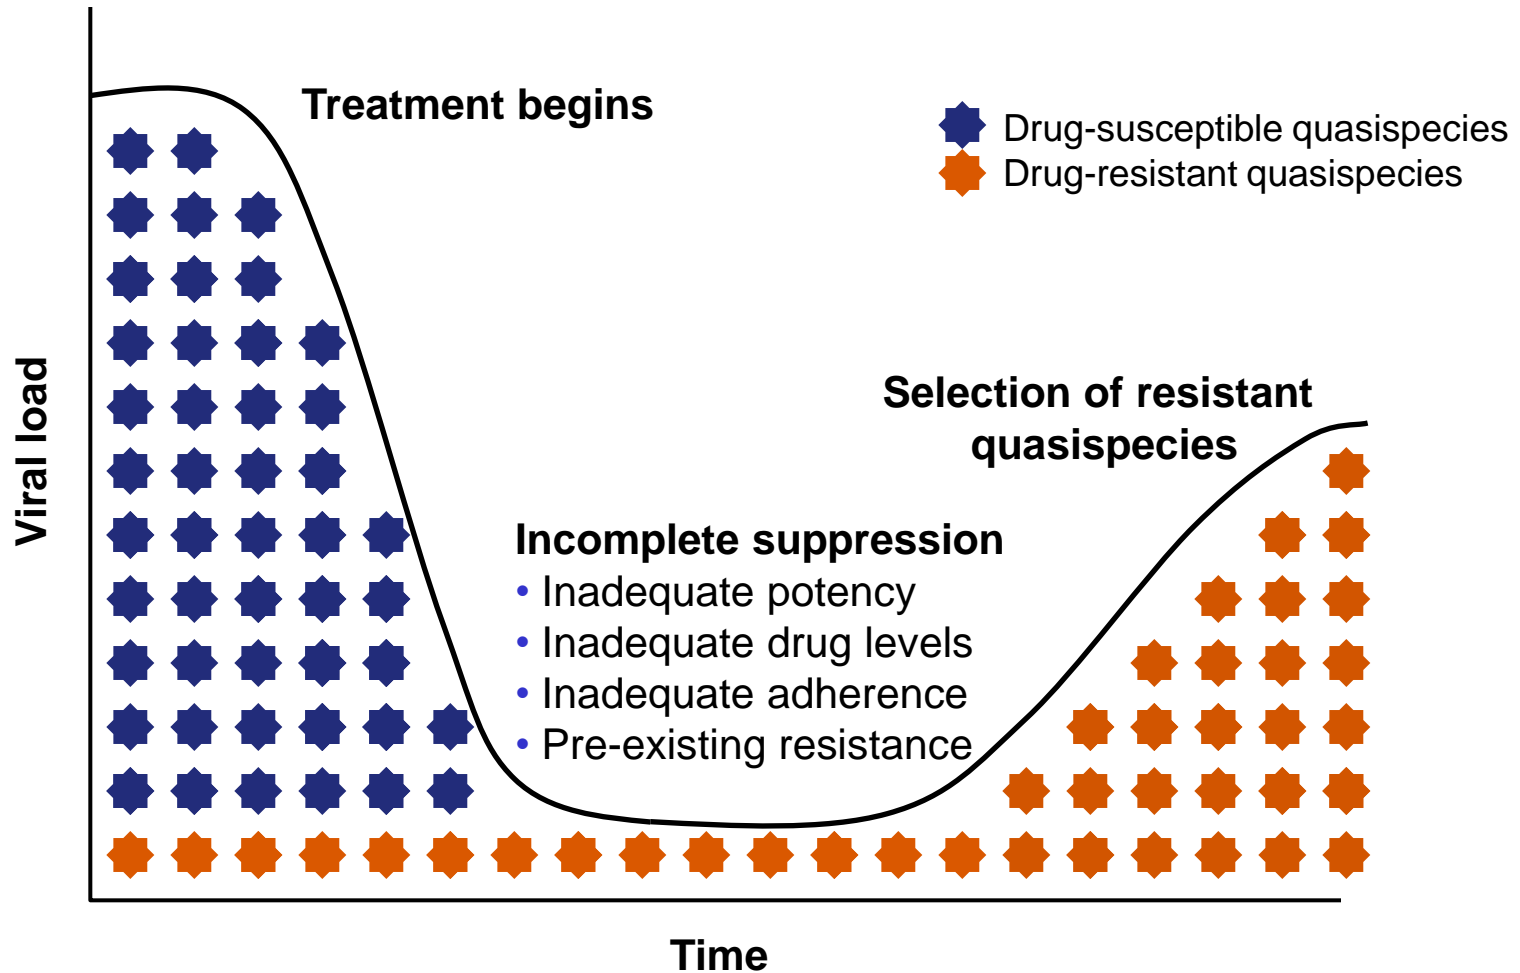 Treatment begins
Drug-susceptible quasispecies
Drug-resistant quasispecies
Viral load
Selection of resistant
quasispecies
Incomplete suppression
• Inadequate potency
• Inadequate drug levels
• Inadequate adherence
• Pre-existing resistance
Time